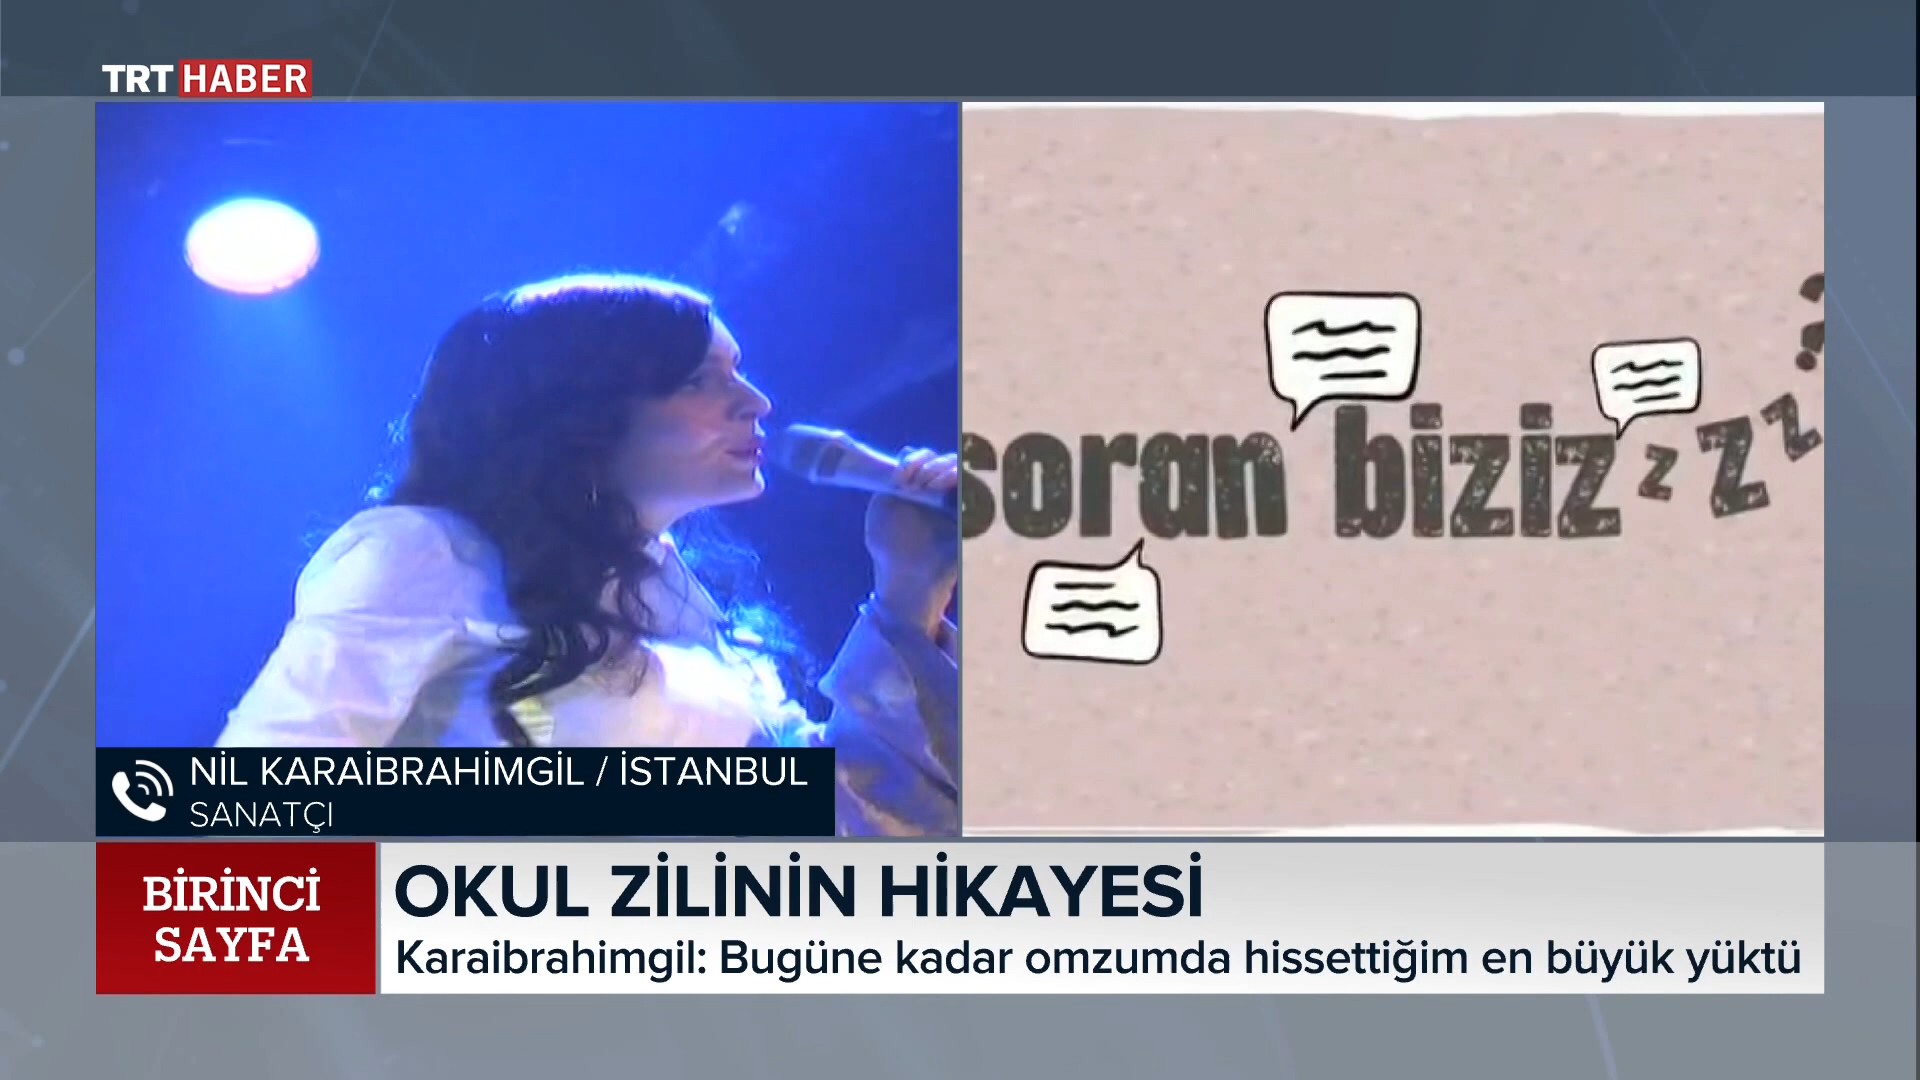 TRT HABER
soran biziz
z z z ?
NİL KARAİBRAHİMGİL / İSTANBUL
SANATÇI
BİRİNCİ
SAYFA
OKUL ZİLİNİN HİKAYESİ
Karaibrahimgil: Bugüne kadar omzumda hissettiğim en büyük yüktü